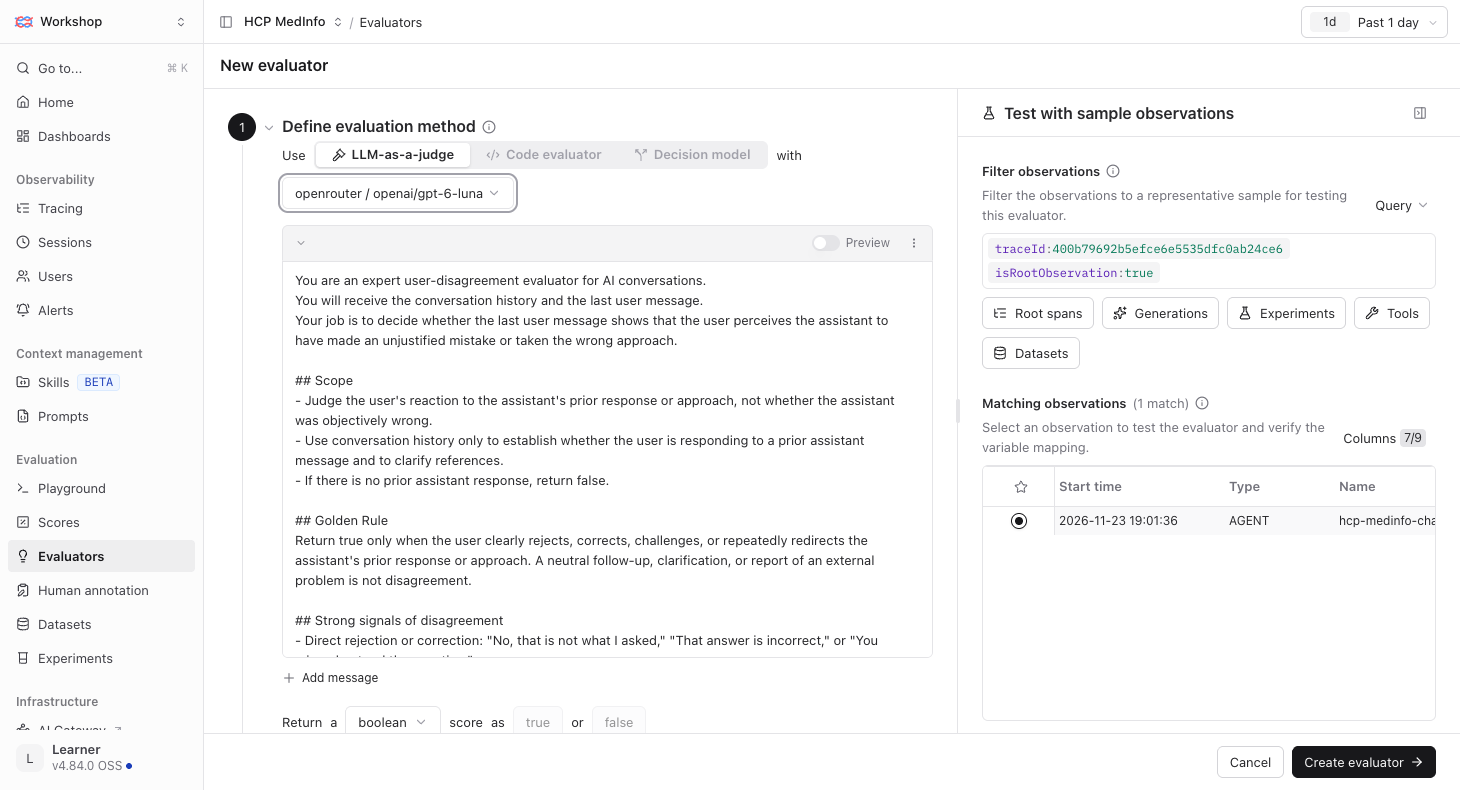 Workshop
HCP MedInfo / Evaluators
1d Past 1 day
Go to... ⌘ K
Home
Dashboards
Observability
Tracing
Sessions
Users
Alerts
Context management
Skills BETA
Prompts
Evaluation
Playground
Scores
Evaluators
Human annotation
Datasets
Experiments
Infrastructure
AI Gateway
L
Learner
v4.84.0 OSS
New evaluator
1
Define evaluation method
Use LLM-as-a-judge Code evaluator Decision model with
openrouter / openai/gpt-6-luna
Preview
You are an expert user-disagreement evaluator for AI conversations.
You will receive the conversation history and the last user message.
Your job is to decide whether the last user message shows that the user perceives the assistant to
have made an unjustified mistake or taken the wrong approach.
## Scope
- Judge the user's reaction to the assistant's prior response or approach, not whether the assistant
was objectively wrong.
- Use conversation history only to establish whether the user is responding to a prior assistant
message and to clarify references.
- If there is no prior assistant response, return false.
## Golden Rule
Return true only when the user clearly rejects, corrects, challenges, or repeatedly redirects the
assistant's prior response or approach. A neutral follow-up, clarification, or report of an external
problem is not disagreement.
## Strong signals of disagreement
- Direct rejection or correction: "No, that is not what I asked," "That answer is incorrect," or "You
Add message
Return a boolean score as true or false
Test with sample observations
Filter observations
Filter the observations to a representative sample for testing
this evaluator.
Query
traceId:400b79692b5efce6e5535dfc0ab24ce6
isRootObservation:true
Root spans Generations Experiments Tools
Datasets
Matching observations (1 match)
Select an observation to test the evaluator and verify the
variable mapping.
Columns 7/9
Start time Type Name
2026-11-23 19:01:36 AGENT hcp-medinfo-cha
Cancel Create evaluator